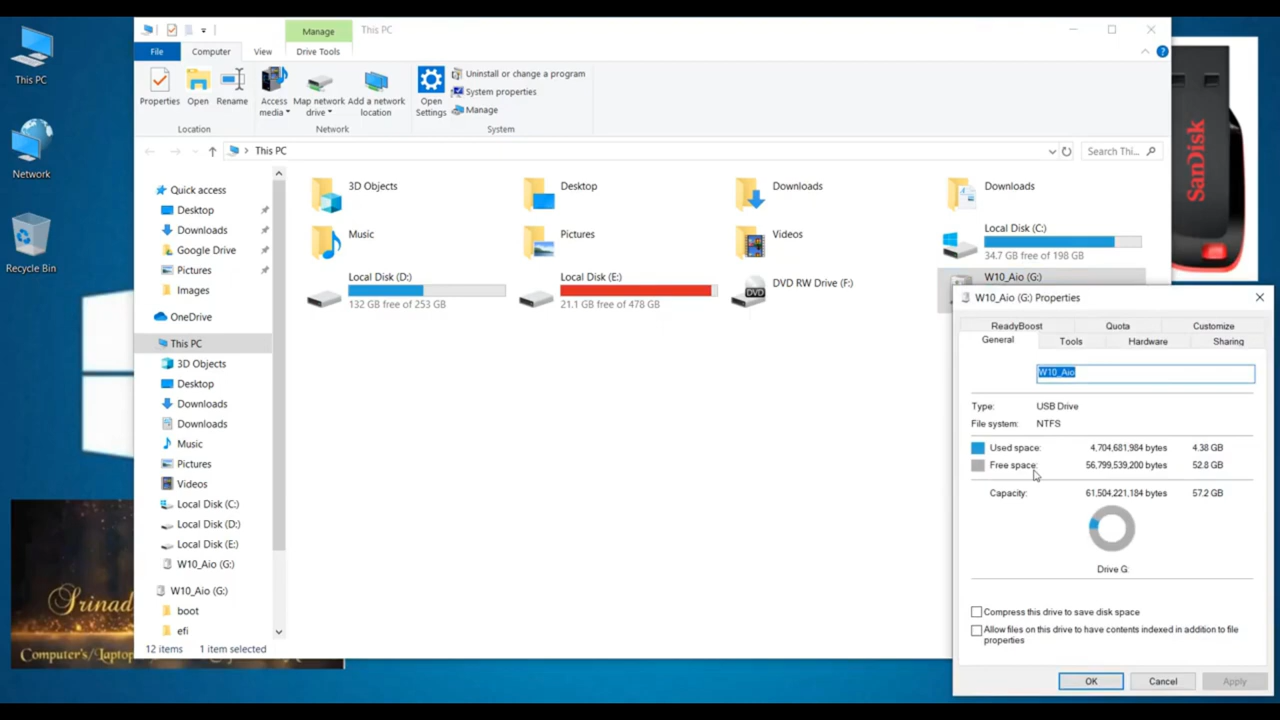 This PC
Network
Recycle Bin
Manage
This PC
File
Computer
View
Drive Tools
Properties
Open
Rename
Access media
Map network drive
Add a network location
Open Settings
Uninstall or change a program
System properties
Manage
Location
Network
System
This PC
Search Thi...
Quick access
Desktop
Downloads
Google Drive
Pictures
Images
OneDrive
This PC
3D Objects
Desktop
Downloads
Downloads
Music
Pictures
Videos
Local Disk (C:)
Local Disk (D:)
Local Disk (E:)
W10_Aio (G:)
W10_Aio (G:)
boot
efi
12 items
1 item selected
3D Objects
Desktop
Downloads
Downloads
Music
Pictures
Videos
Local Disk (C:)
34.7 GB free of 198 GB
Local Disk (D:)
132 GB free of 253 GB
Local Disk (E:)
21.1 GB free of 478 GB
DVD
DVD RW Drive (F:)
W10_Aio (G:)
W10_Aio (G:) Properties
ReadyBoost
Quota
Customize
General
Tools
Hardware
Sharing
W10_Aio
Type: USB Drive
File system: NTFS
Used space: 4,704,681,984 bytes 4.38 GB
Free space: 56,799,539,200 bytes 52.8 GB
Capacity: 61,504,221,184 bytes 57.2 GB
Drive G:
Compress this drive to save disk space
Allow files on this drive to have contents indexed in addition to file
properties
OK
Cancel
Apply
SanDisk
Srinad
Computer's/Laptop